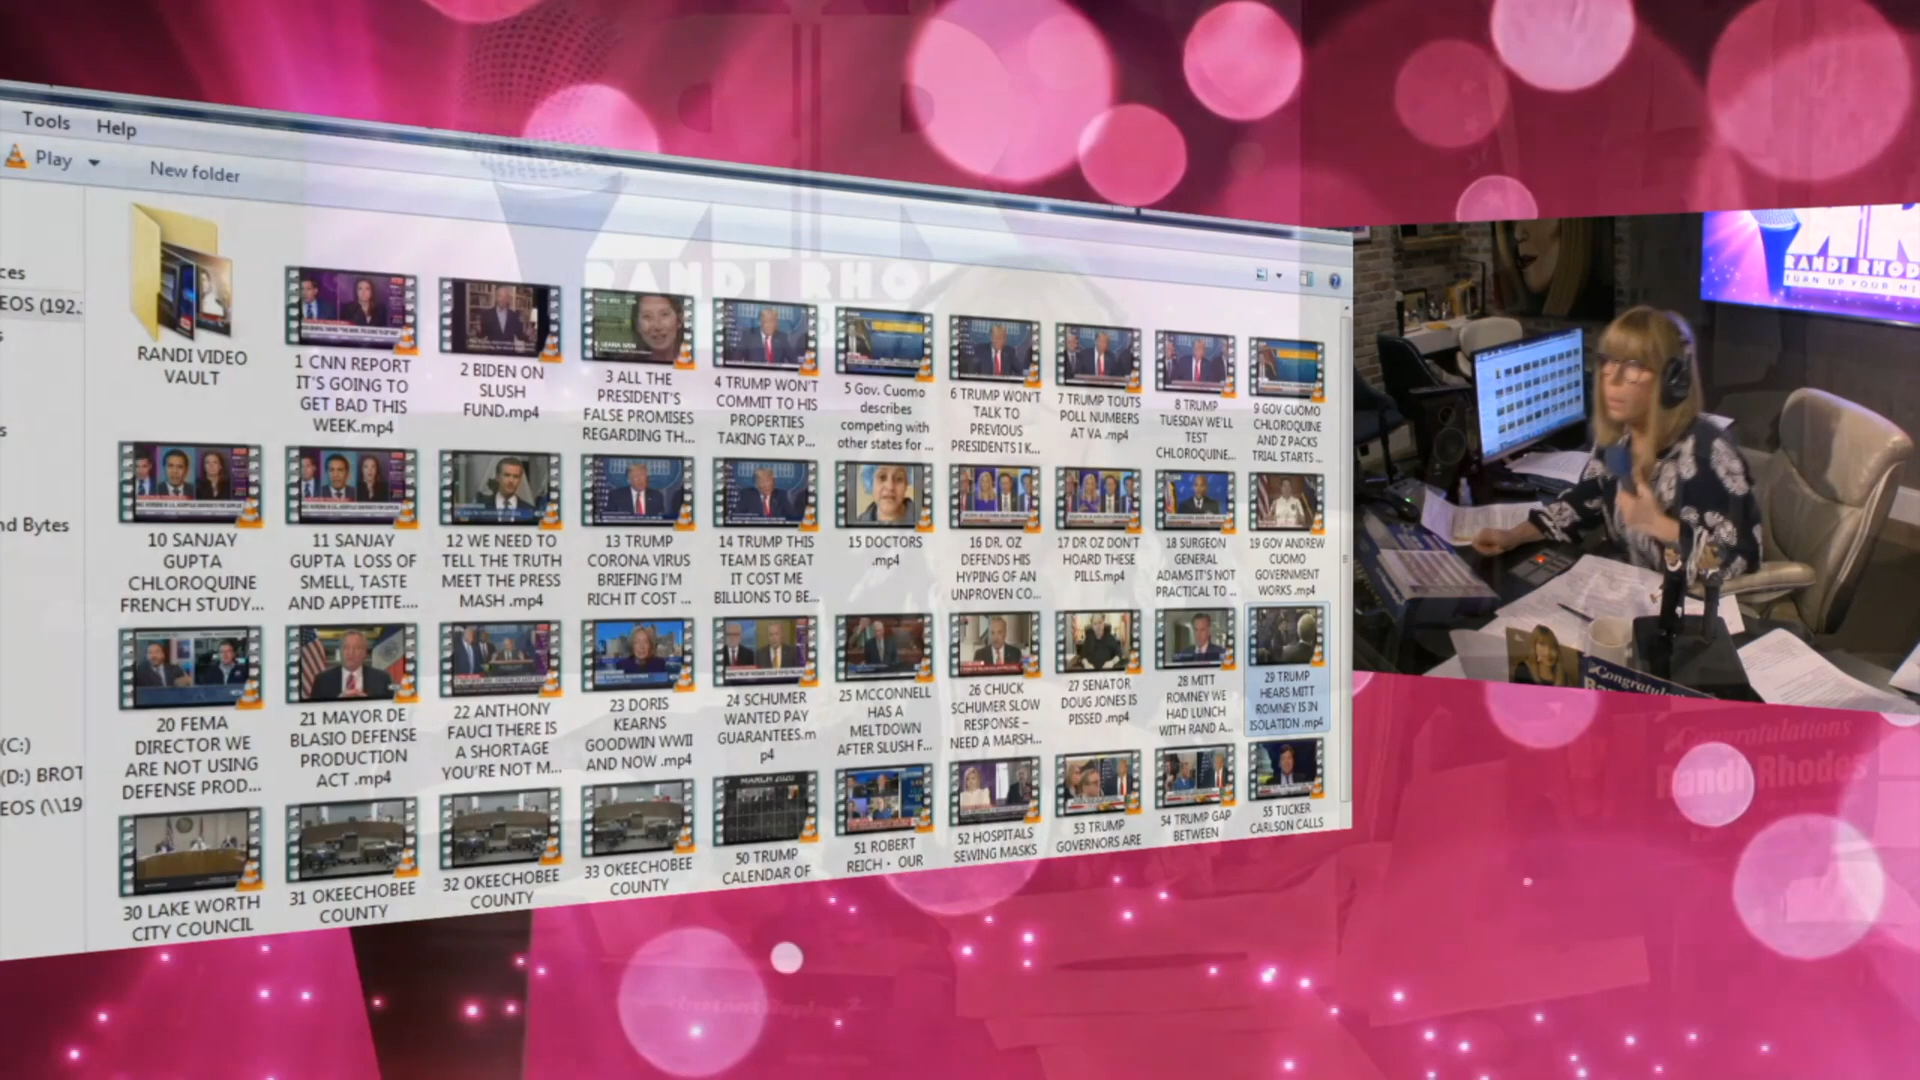 Tools Help
Play New folder
RANDI RHO
ces
EOS (192.
nd Bytes
(C:)
(D:) BROT
EOS (\\19
RANDI VIDEO
VAULT
1 CNN REPORT
IT'S GOING TO
GET BAD THIS
WEEK.mp4
2 BIDEN ON
SLUSH
FUND.mp4
3 ALL THE
PRESIDENT'S
FALSE PROMISES
REGARDING TH...
4 TRUMP WON'T
COMMIT TO HIS
PROPERTIES
TAKING TAX P...
5 Gov. Cuomo
describes
competing with
other states for ...
6 TRUMP WON'T
TALK TO
PREVIOUS
PRESIDENTS I K...
7 TRUMP TOUTS
POLL NUMBERS
AT VA .mp4
8 TRUMP
TUESDAY WE'LL
TEST
CHLOROQUINE...
9 GOV CUOMO
CHLOROQUINE
AND Z PACKS
TRIAL STARTS ...
10 SANJAY
GUPTA
CHLOROQUINE
FRENCH STUDY...
11 SANJAY
GUPTA LOSS OF
SMELL, TASTE
AND APPETITE....
12 WE NEED TO
TELL THE TRUTH
MEET THE PRESS
MASH .mp4
13 TRUMP
CORONA VIRUS
BRIEFING I'M
RICH IT COST ...
14 TRUMP THIS
TEAM IS GREAT
IT COST ME
BILLIONS TO BE...
15 DOCTORS
.mp4
16 DR. OZ
DEFENDS HIS
HYPING OF AN
UNPROVEN CO...
17 DR OZ DON'T
HOARD THESE
PILLS.mp4
18 SURGEON
GENERAL
ADAMS IT'S NOT
PRACTICAL TO ..
19 GOV ANDREW
CUOMO
GOVERNMENT
WORKS .mp4
20 FEMA
DIRECTOR WE
ARE NOT USING
DEFENSE PROD...
21 MAYOR DE
BLASIO DEFENSE
PRODUCTION
ACT .mp4
22 ANTHONY
FAUCI THERE IS
A SHORTAGE
YOU'RE NOT M...
23 DORIS
KEARNS
GOODWIN WWII
AND NOW .mp4
24 SCHUMER
WANTED PAY
GUARANTEES.m
p4
25 MCCONNELL
HAS A
MELTDOWN
AFTER SLUSH F...
26 CHUCK
SCHUMER SLOW
RESPONSE –
NEED A MARSH...
27 SENATOR
DOUG JONES IS
PISSED .mp4
28 MITT
ROMNEY WE
HAD LUNCH
WITH RAND A...
29 TRUMP
HEARS MITT
ROMNEY IS IN
ISOLATION .mp4
30 LAKE WORTH
CITY COUNCIL
31 OKEECHOBEE
COUNTY
32 OKEECHOBEE
COUNTY
33 OKEECHOBEE
COUNTY
MARCH 2020
50 TRUMP
CALENDAR OF
51 ROBERT
REICH · OUR
52 HOSPITALS
SEWING MASKS
53 TRUMP
GOVERNORS ARE
54 TRUMP GAP
BETWEEN
55 TUCKER
CARLSON CALLS
RANDI RHOD
TURN UP YOUR MI
Congratulat
Congratulations
Randi Rhodes